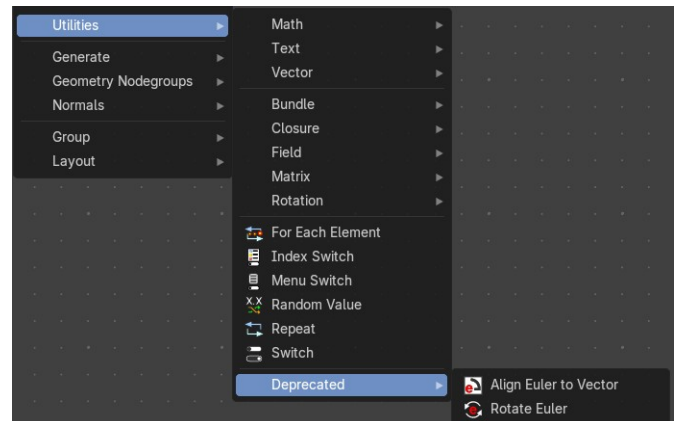 Utilities
Generate
Geometry Nodegroups
Normals
Group
Layout
Math
Text
Vector
Bundle
Closure
Field
Matrix
Rotation
For Each Element
Index Switch
Menu Switch
X.X Random Value
Repeat
Switch
Deprecated
e Align Euler to Vector
e Rotate Euler